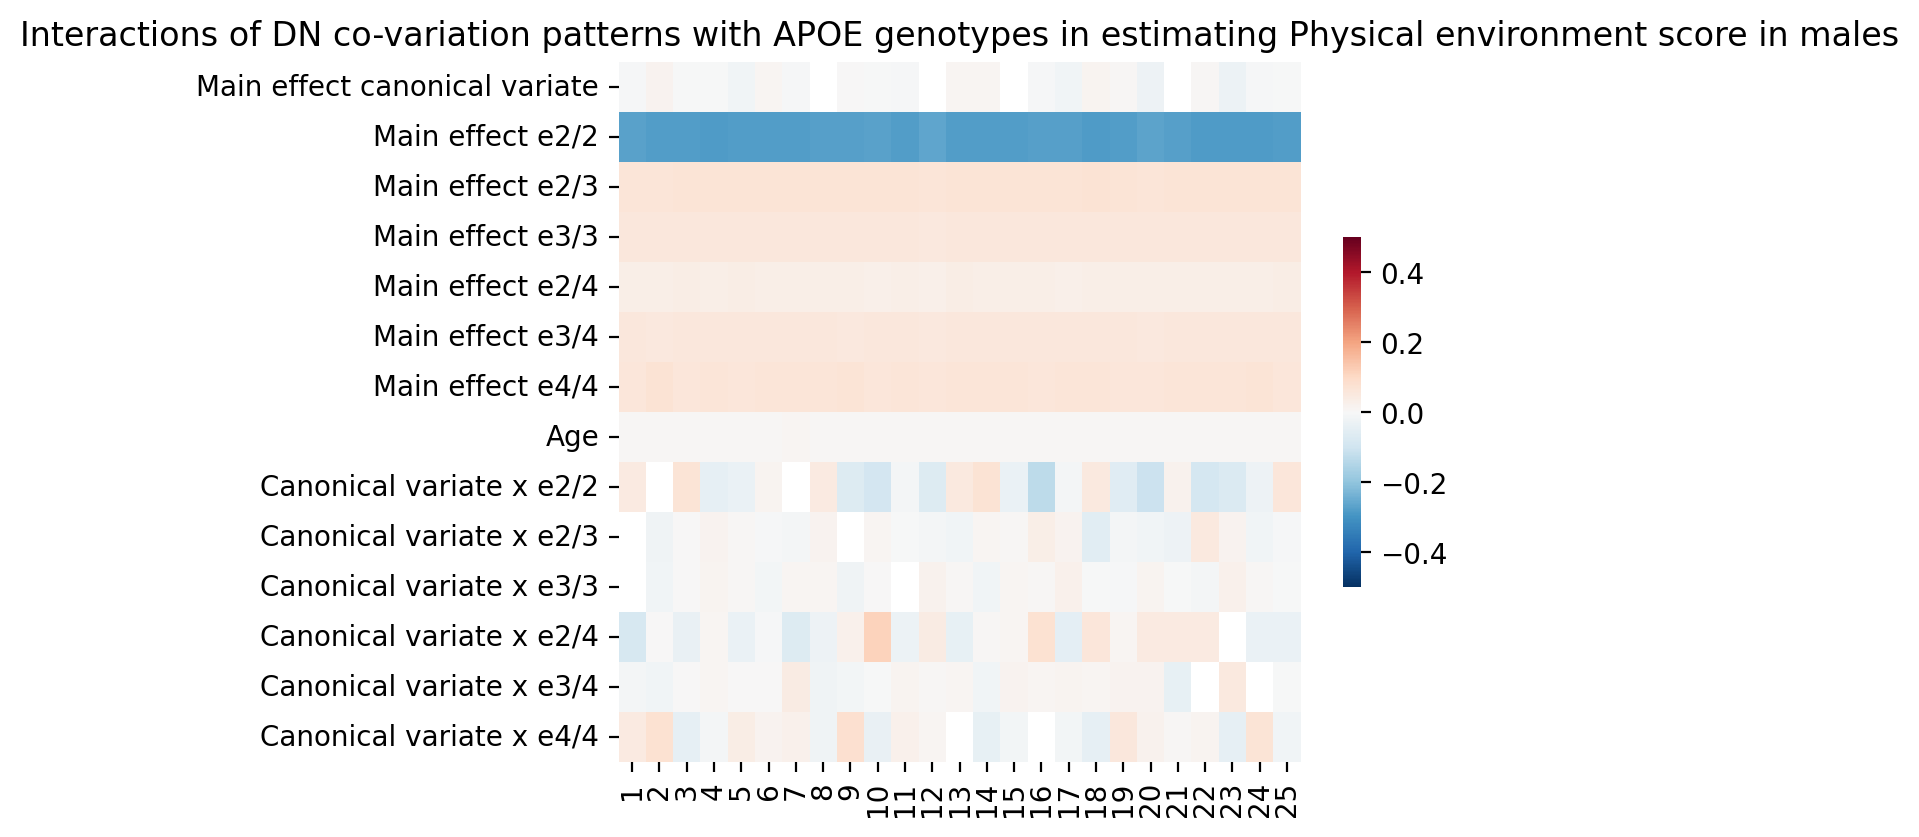 Interactions of DN co-variation patterns with APOE genotypes in estimating Physical environment score in males
Main effect canonical variate
Main effect e2/2
Main effect e2/3
Main effect e3/3
Main effect e2/4
Main effect e3/4
Main effect e4/4
Age
Canonical variate x e2/2
Canonical variate x e2/3
Canonical variate x e3/3
Canonical variate x e2/4
Canonical variate x e3/4
Canonical variate x e4/4
0.4
0.2
0.0
−0.2
−0.4
1 2 3 4 5 6 7 8 9 10 11 12 13 14 15 16 17 18 19 20 21 22 23 24 25